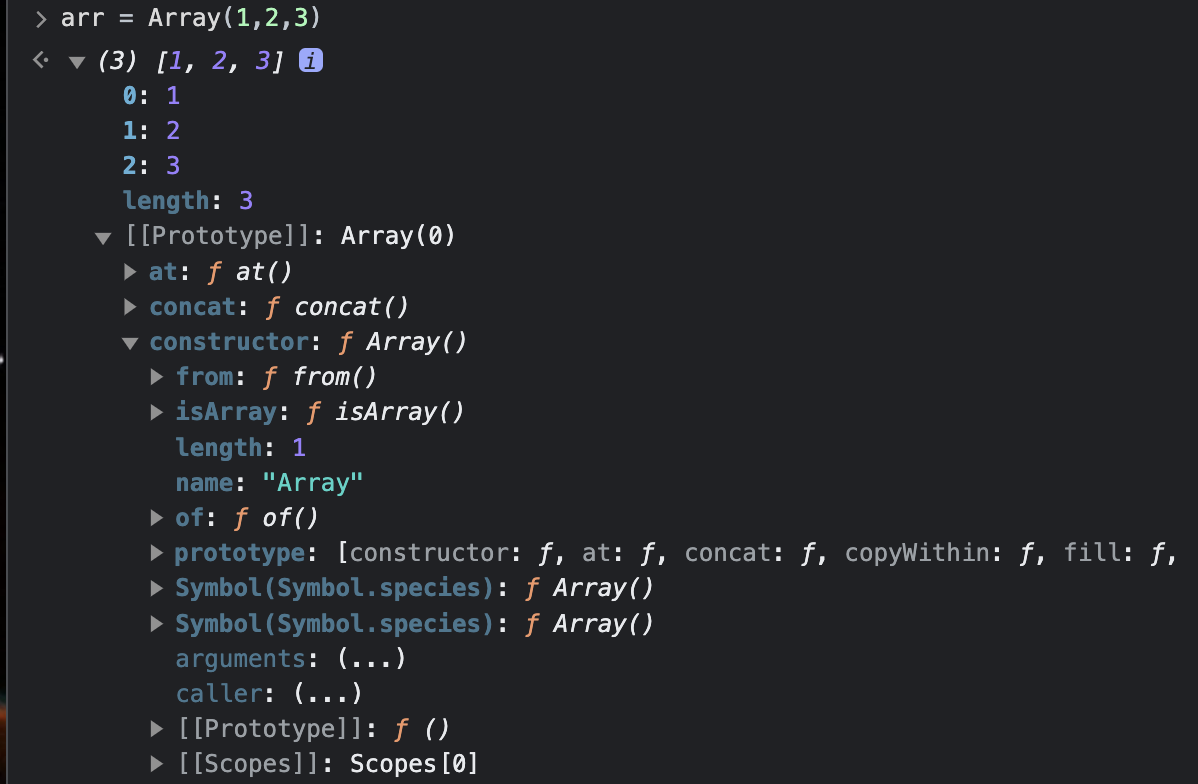 > arr = Array(1,2,3)
<· ▼ (3) [1, 2, 3] i
0: 1
1: 2
2: 3
length: 3
▼ [[Prototype]]: Array(0)
▶ at: ƒ at()
▶ concat: ƒ concat()
▼ constructor: ƒ Array()
▶ from: ƒ from()
▶ isArray: ƒ isArray()
length: 1
name: "Array"
▶ of: ƒ of()
▶ prototype: [constructor: ƒ, at: ƒ, concat: ƒ, copyWithin: ƒ, fill: ƒ,
▶ Symbol(Symbol.species): ƒ Array()
▶ Symbol(Symbol.species): ƒ Array()
arguments: (...)
caller: (...)
▶ [[Prototype]]: ƒ ()
▶ [[Scopes]]: Scopes[0]